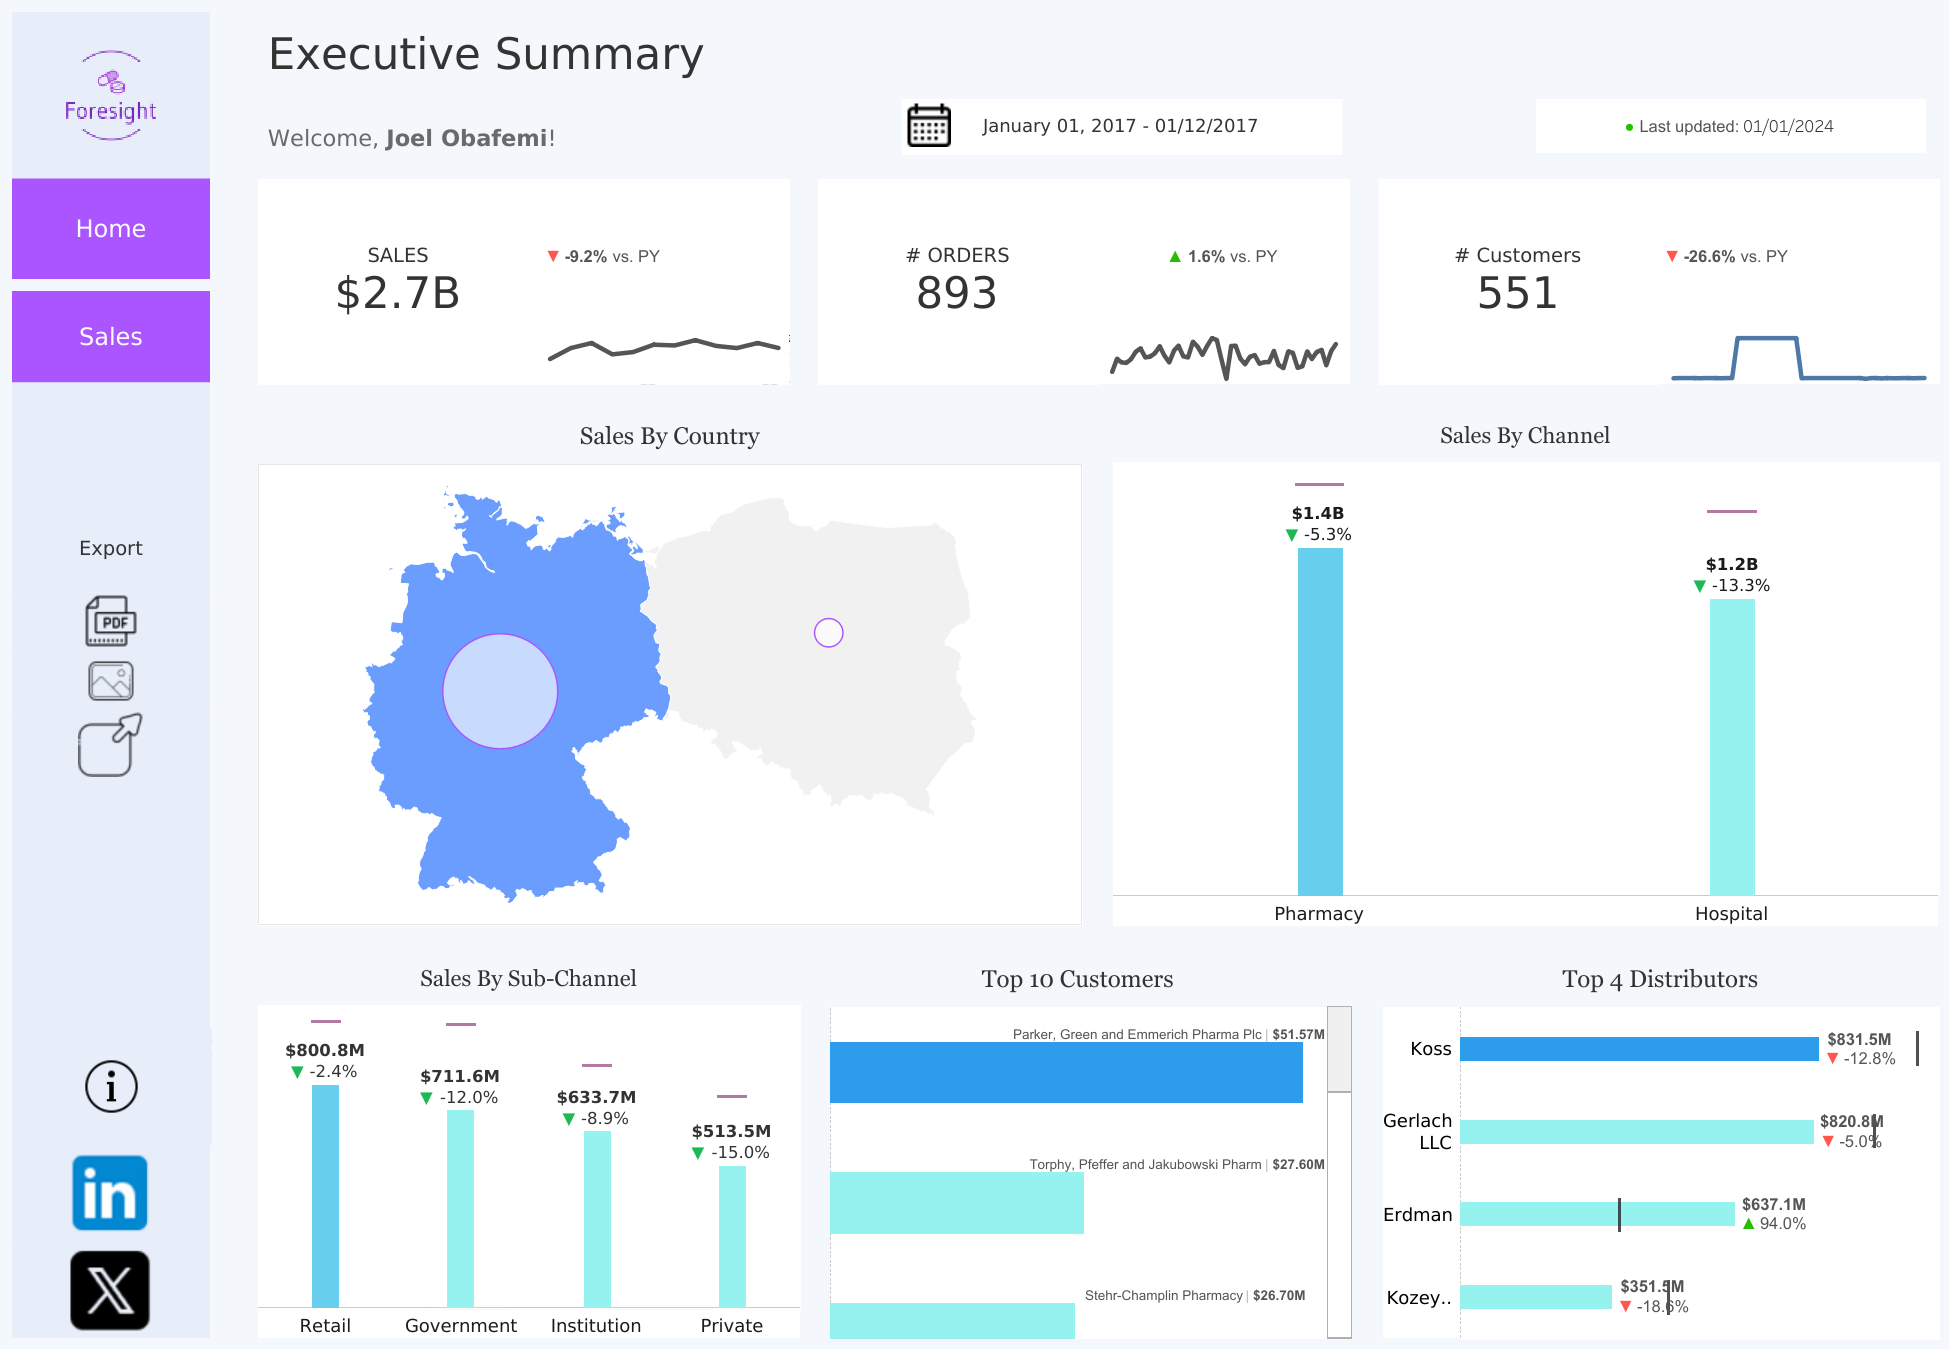 Foresight
Home
Sales
Export
PDF
Executive Summary
Welcome, Joel Obafemi!
January 01, 2017 - 01/12/2017
● Last updated: 01/01/2024
SALES
$2.7B
▼ -9.2% vs. PY
# ORDERS
893
▲ 1.6% vs. PY
# Customers
551
▼ -26.6% vs. PY
Sales By Country
Sales By Channel
$1.4B
▼ -5.3%
$1.2B
▼ -13.3%
Pharmacy
Hospital
Sales By Sub-Channel
$800.8M
▼ -2.4%
$711.6M
▼ -12.0%
$633.7M
▼ -8.9%
$513.5M
▼ -15.0%
Retail
Government
Institution
Private
Top 10 Customers
Parker, Green and Emmerich Pharma Plc | $51.57M
Torphy, Pfeffer and Jakubowski Pharm | $27.60M
Stehr-Champlin Pharmacy | $26.70M
Top 4 Distributors
Koss
$831.5M
▼ -12.8%
Gerlach
LLC
$820.8M
▼ -5.0%
Erdman
$637.1M
▲ 94.0%
Kozey..
$351.5M
▼ -18.6%
i
in
X